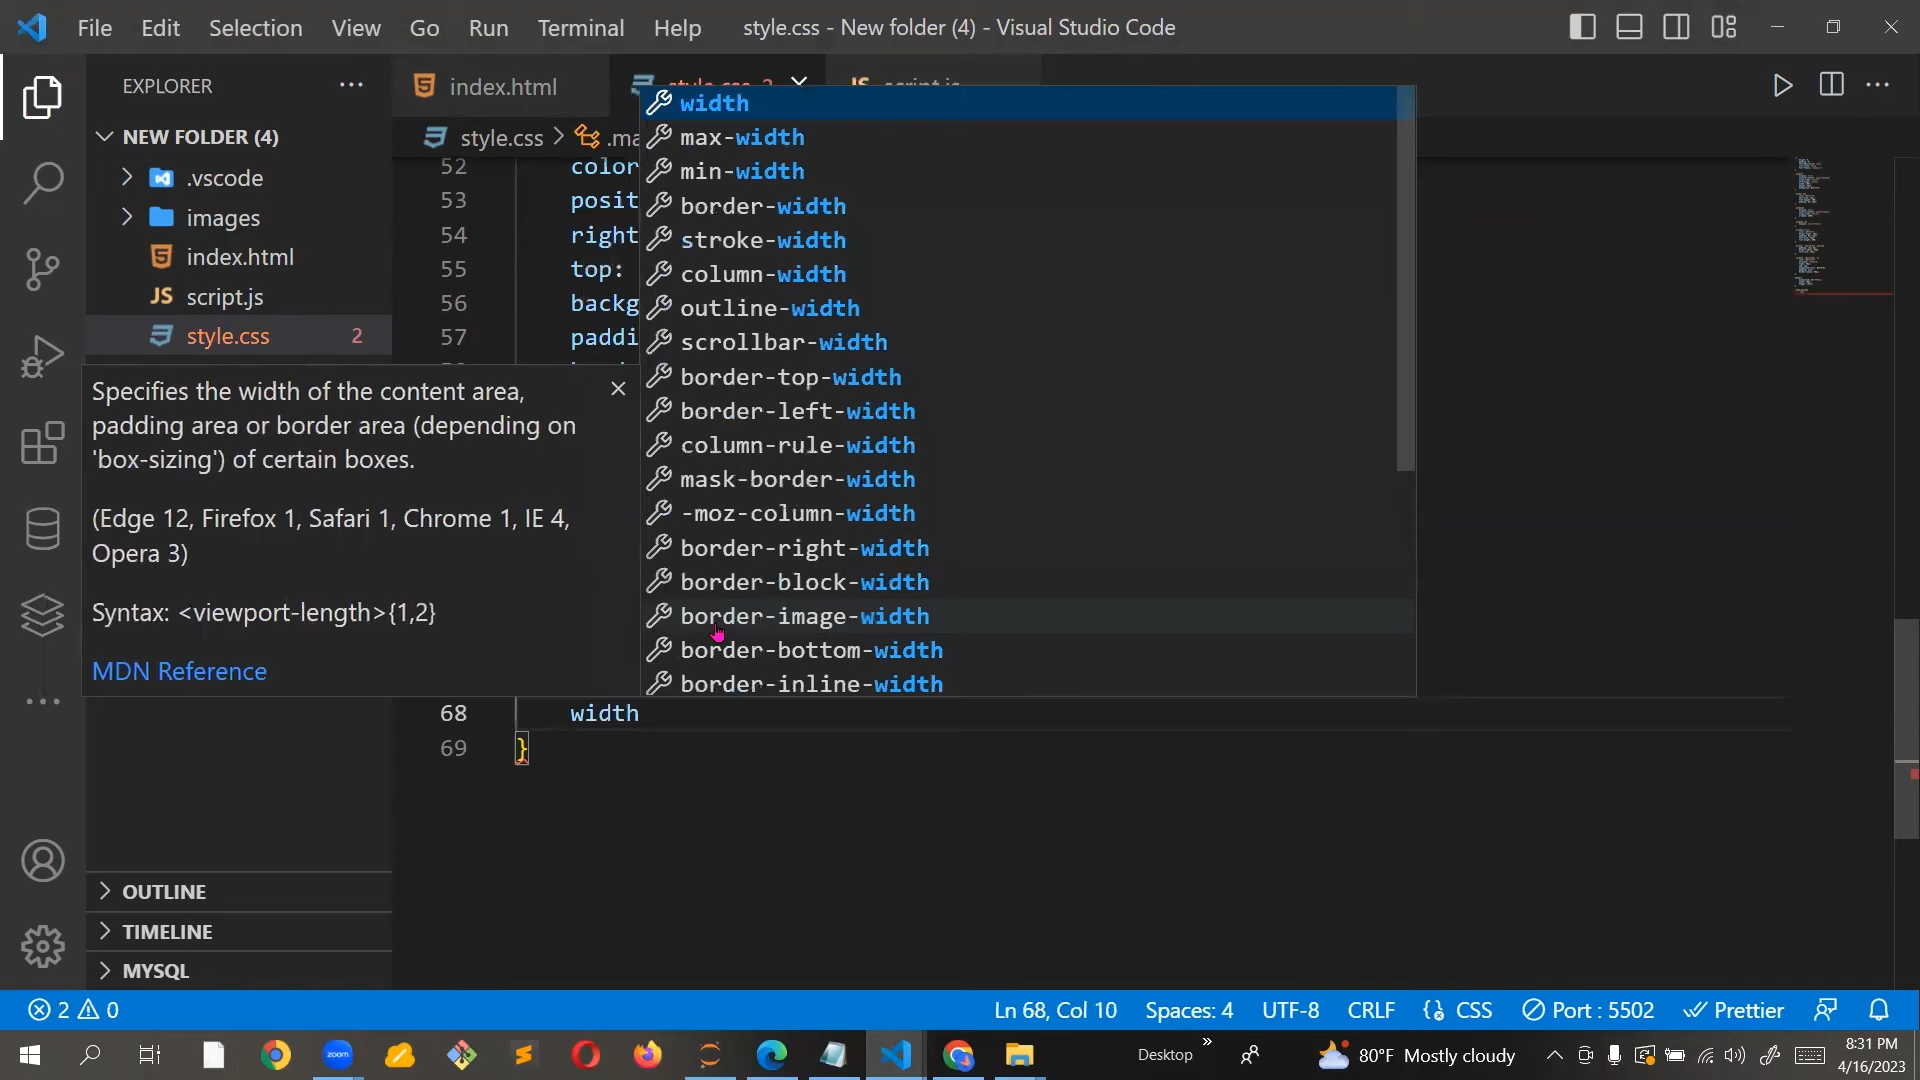 File Edit Selection View Go Run Terminal Help style.css - New folder (4) - Visual Studio Code
EXPLORER
index.html
style.css 2
script.js
NEW FOLDER (4)
style.css > .ma
.vscode
images
index.html
JS script.js
style.css 2
52 color
53 posit
54 right
55 top:
56 backg
57 paddi
width
max-width
min-width
border-width
stroke-width
column-width
outline-width
scrollbar-width
border-top-width
border-left-width
column-rule-width
mask-border-width
-moz-column-width
border-right-width
border-block-width
border-image-width
border-bottom-width
border-inline-width
Specifies the width of the content area,
padding area or border area (depending on
'box-sizing') of certain boxes.
(Edge 12, Firefox 1, Safari 1, Chrome 1, IE 4,
Opera 3)
Syntax: <viewport-length>{1,2}
MDN Reference
68 width
69 }
OUTLINE
TIMELINE
MYSQL
2 0 Ln 68, Col 10 Spaces: 4 UTF-8 CRLF {} CSS Port : 5502 Prettier
zoom
Desktop
80°F Mostly cloudy
8:31 PM
4/16/2023